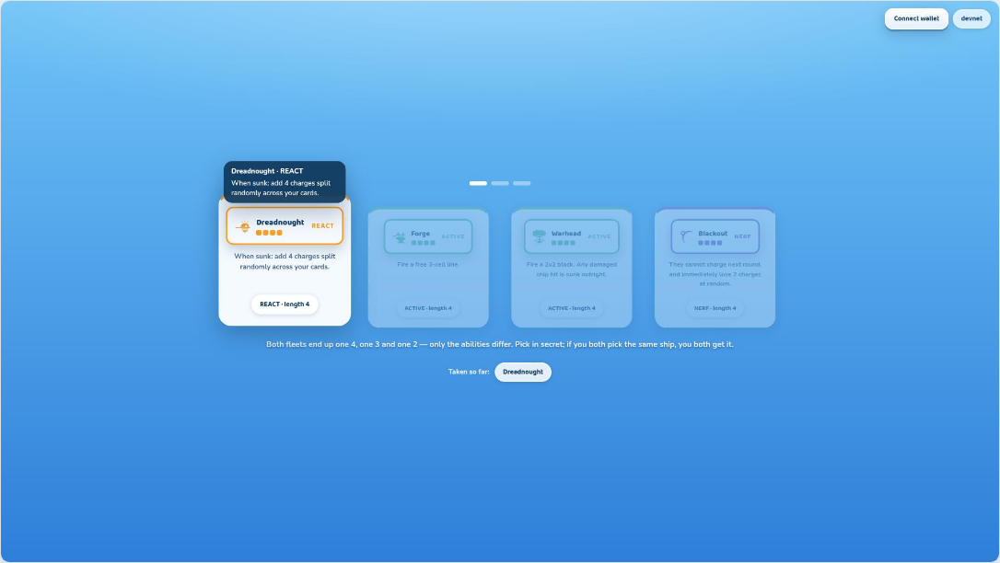 Connect wallet
devnet
Dreadnought · REACT
When sunk: add 4 charges split
randomly across your cards.
Dreadnought
REACT
When sunk: add 4 charges split
randomly across your cards.
REACT · length 4
Forge
ACTIVE
Fire a free 3-cell line.
ACTIVE · length 4
Warhead
ACTIVE
Fire a 2x2 block. Any damaged
ship hit is sunk outright.
ACTIVE · length 4
Blackout
NERF
They cannot charge next round,
and immediately lose 2 charges
at random.
NERF · length 4
Both fleets end up one 4, one 3 and one 2 — only the abilities differ. Pick in secret; if you both pick the same ship, you both get it.
Taken so far:
Dreadnought